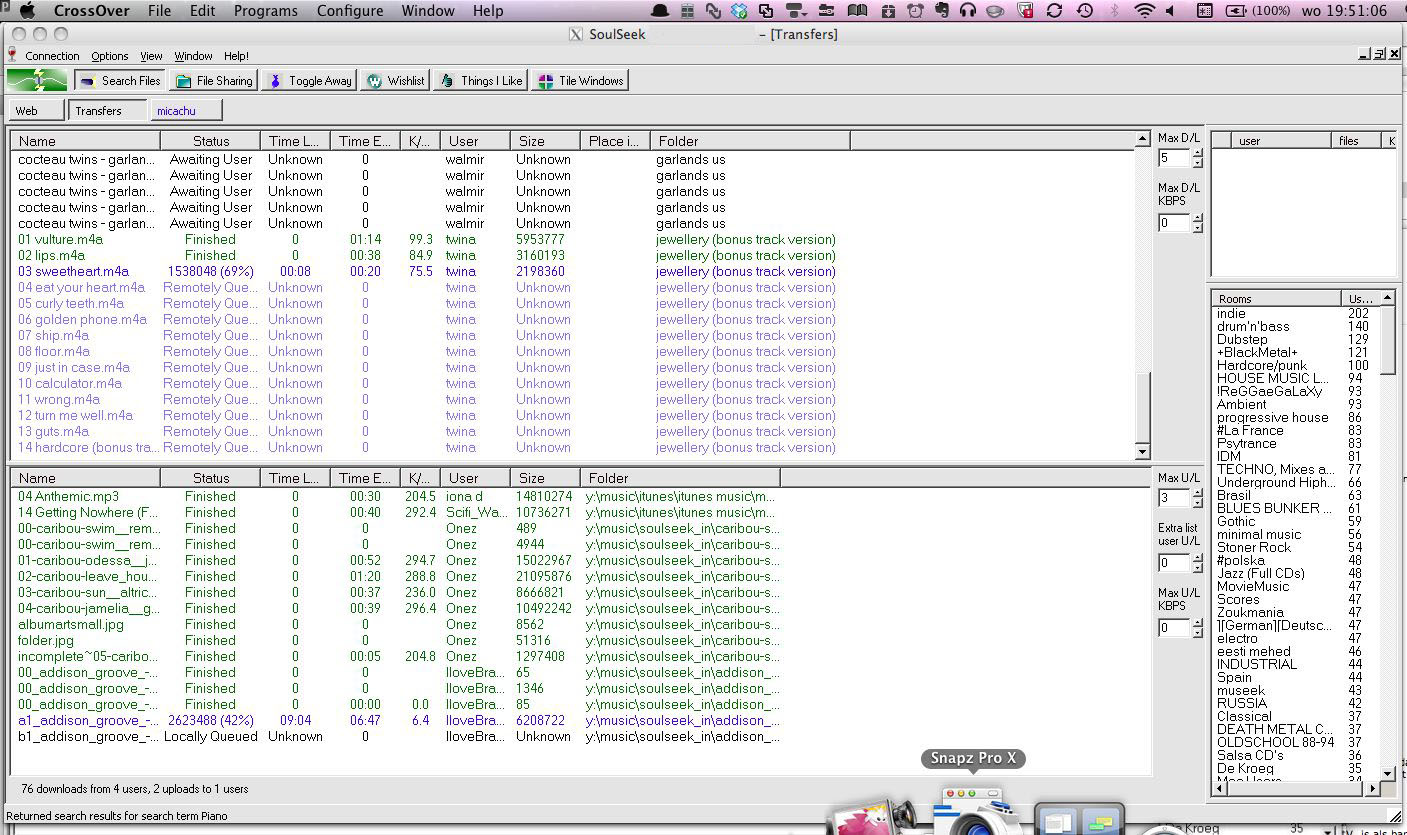 CrossOver File Edit Programs Configure Window Help (100%) wo 19:51:06
SoulSeek - [Transfers]
Connection Options View Window Help!
Search Files File Sharing Toggle Away Wishlist Things I Like Tile Windows
Web Transfers micachu
Name Status Time L... Time E... K/... User Size Place i... Folder
cocteau twins - garlan... Awaiting User Unknown 0 walmir Unknown garlands us
cocteau twins - garlan... Awaiting User Unknown 0 walmir Unknown garlands us
cocteau twins - garlan... Awaiting User Unknown 0 walmir Unknown garlands us
cocteau twins - garlan... Awaiting User Unknown 0 walmir Unknown garlands us
cocteau twins - garlan... Awaiting User Unknown 0 walmir Unknown garlands us
01 vulture.m4a Finished 0 01:14 99.3 twina 5953777 jewellery (bonus track version)
02 lips.m4a Finished 0 00:38 84.9 twina 3160193 jewellery (bonus track version)
03 sweetheart.m4a 1538048 (69%) 00:08 00:20 75.5 twina 2198360 jewellery (bonus track version)
04 eat your heart.m4a Remotely Que... Unknown 0 twina Unknown jewellery (bonus track version)
05 curly teeth.m4a Remotely Que... Unknown 0 twina Unknown jewellery (bonus track version)
06 golden phone.m4a Remotely Que... Unknown 0 twina Unknown jewellery (bonus track version)
07 ship.m4a Remotely Que... Unknown 0 twina Unknown jewellery (bonus track version)
08 floor.m4a Remotely Que... Unknown 0 twina Unknown jewellery (bonus track version)
09 just in case.m4a Remotely Que... Unknown 0 twina Unknown jewellery (bonus track version)
10 calculator.m4a Remotely Que... Unknown 0 twina Unknown jewellery (bonus track version)
11 wrong.m4a Remotely Que... Unknown 0 twina Unknown jewellery (bonus track version)
12 turn me well.m4a Remotely Que... Unknown 0 twina Unknown jewellery (bonus track version)
13 guts.m4a Remotely Que... Unknown 0 twina Unknown jewellery (bonus track version)
14 hardcore (bonus tra... Remotely Que... Unknown 0 twina Unknown jewellery (bonus track version)
Max D/L
5
Max D/L
KBPS
0
Name Status Time L... Time E... K/... User Size Folder
04 Anthemic.mp3 Finished 0 00:30 204.5 iona d 14810274 y:\music\itunes\itunes music\m...
14 Getting Nowhere (F... Finished 0 00:40 292.4 Scifi_Wa... 10736271 y:\music\itunes\itunes music\m...
00-caribou-swim__rem... Finished 0 0 Onez 489 y:\music\soulseek_in\caribou-s...
00-caribou-swim__rem... Finished 0 0 Onez 4944 y:\music\soulseek_in\caribou-s...
01-caribou-odessa__j... Finished 0 00:52 294.7 Onez 15022967 y:\music\soulseek_in\caribou-s...
02-caribou-leave_hou... Finished 0 01:20 288.8 Onez 21095876 y:\music\soulseek_in\caribou-s...
03-caribou-sun__altric... Finished 0 00:37 236.0 Onez 8666821 y:\music\soulseek_in\caribou-s...
04-caribou-jamelia__g... Finished 0 00:39 296.4 Onez 10492242 y:\music\soulseek_in\caribou-s...
albumartsmall.jpg Finished 0 0 Onez 8562 y:\music\soulseek_in\caribou-s...
folder.jpg Finished 0 0 Onez 51316 y:\music\soulseek_in\caribou-s...
incomplete~05-caribo... Finished 0 00:05 204.8 Onez 1297408 y:\music\soulseek_in\caribou-s...
00_addison_groove_-... Finished 0 0 IloveBra... 65 y:\music\soulseek_in\addison_...
00_addison_groove_-... Finished 0 0 IloveBra... 1346 y:\music\soulseek_in\addison_...
00_addison_groove_-... Finished 0 00:00 0.0 IloveBra... 85 y:\music\soulseek_in\addison_...
a1_addison_groove_-... 2623488 (42%) 09:04 06:47 6.4 IloveBra... 6208722 y:\music\soulseek_in\addison_...
b1_addison_groove_-... Locally Queued Unknown 0 IloveBra... Unknown y:\music\soulseek_in\addison_...
Max U/L
3
Extra list
user U/L
0
Max U/L
KBPS
0
user files K
Rooms Us...
indie 202
drum'n'bass 140
Dubstep 129
+BlackMetal+ 121
Hardcore/punk 100
HOUSE MUSIC L... 94
!ReGGaeGaLaXy 93
Ambient 93
progressive house 86
#La France 83
Psytrance 83
IDM 81
TECHNO, Mixes a... 77
Underground Hiph... 66
Brasil 63
BLUES BUNKER ... 61
Gothic 59
minimal music 56
Stoner Rock 54
#polska 48
Jazz (Full CDs) 48
MovieMusic 47
Scores 47
Zoukmania 47
][German][Deutsc... 47
electro 47
eesti mehed 46
INDUSTRIAL 44
Spain 44
museek 43
RUSSIA 42
Classical 37
DEATH METAL C... 37
OLDSCHOOL 88-94 37
Salsa CD's 36
De Kroeg 35
Snapz Pro X
76 downloads from 4 users, 2 uploads to 1 users
Returned search results for search term Piano
De Kroeg 35